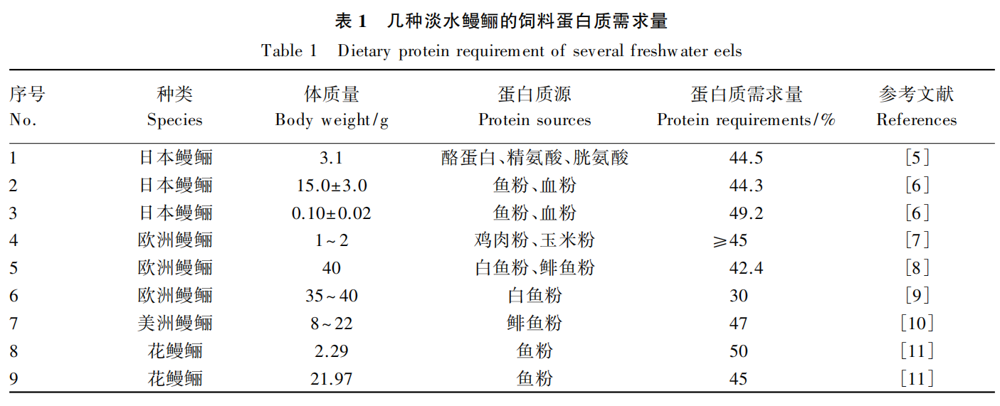 表 1 几种淡水鳗鲡的饲料蛋白质需求量
Table 1 Dietary protein requirement of several freshwater eels
序号 种类 体质量 蛋白质源 蛋白质需求量 参考文献
No. Species Body weight/g Protein sources Protein requirements/% References
1 日本鳗鲡 3.1 酪蛋白、精氨酸、胱氨酸 44.5 [5]
2 日本鳗鲡 15.0±3.0 鱼粉、血粉 44.3 [6]
3 日本鳗鲡 0.10±0.02 鱼粉、血粉 49.2 [6]
4 欧洲鳗鲡 1~2 鸡肉粉、玉米粉 ⩾45 [7]
5 欧洲鳗鲡 40 白鱼粉、鲱鱼粉 42.4 [8]
6 欧洲鳗鲡 35~40 白鱼粉 30 [9]
7 美洲鳗鲡 8~22 鲱鱼粉 47 [10]
8 花鳗鲡 2.29 鱼粉 50 [11]
9 花鳗鲡 21.97 鱼粉 45 [11]